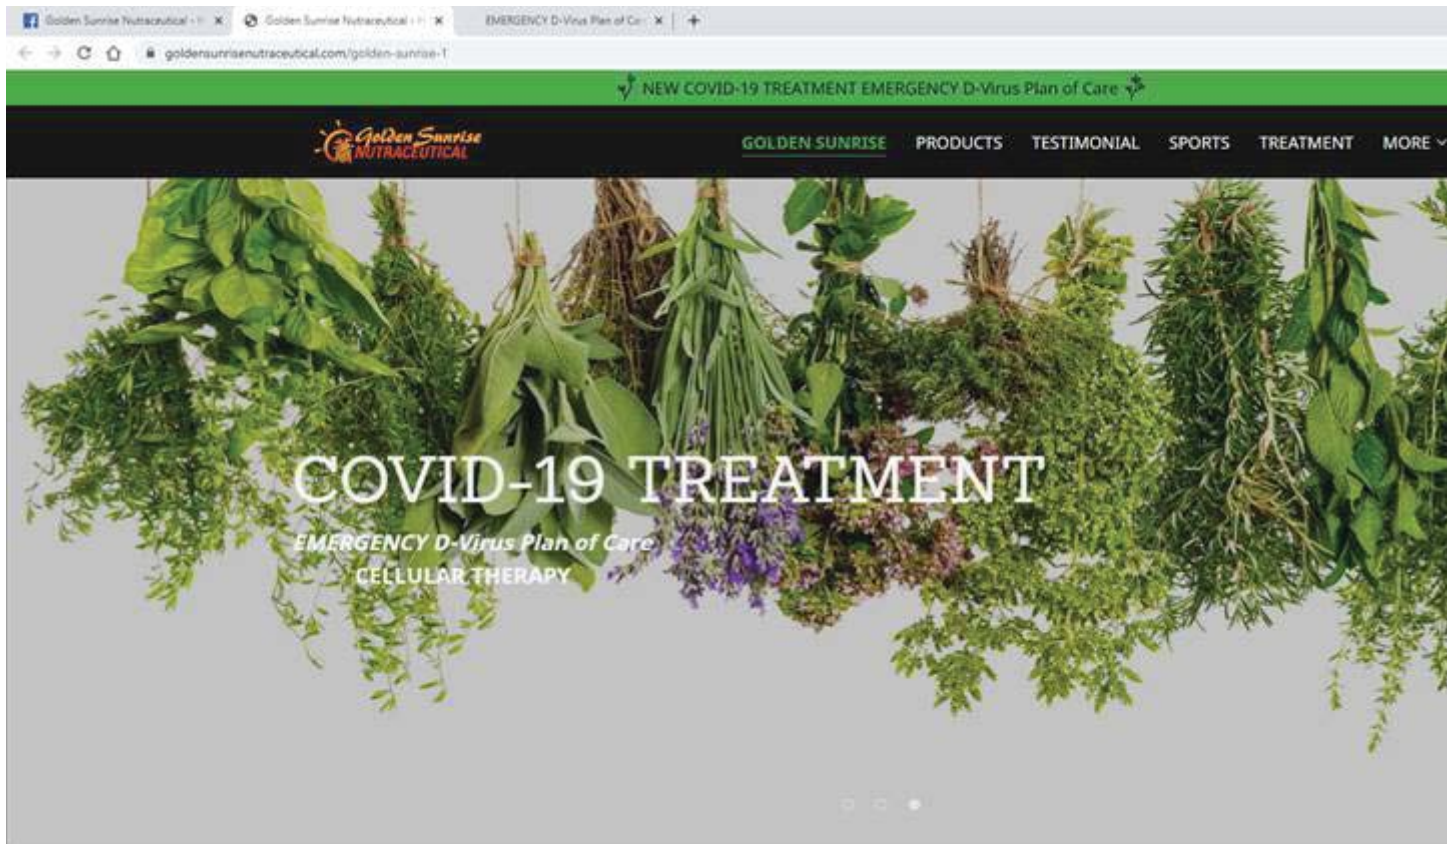 Golden Sunrise Nutraceutical - H
Golden Sunrise Nutraceutical - H
EMERGENCY D-Virus Plan of Car
goldensunrisenutraceutical.com/golden-sunrise-1
NEW COVID-19 TREATMENT EMERGENCY D-Virus Plan of Care
Golden Sunrise
NUTRACEUTICAL
GOLDEN SUNRISE PRODUCTS TESTIMONIAL SPORTS TREATMENT MORE
COVID-19 TREATMENT
EMERGENCY D-Virus Plan of Care
CELLULAR THERAPY